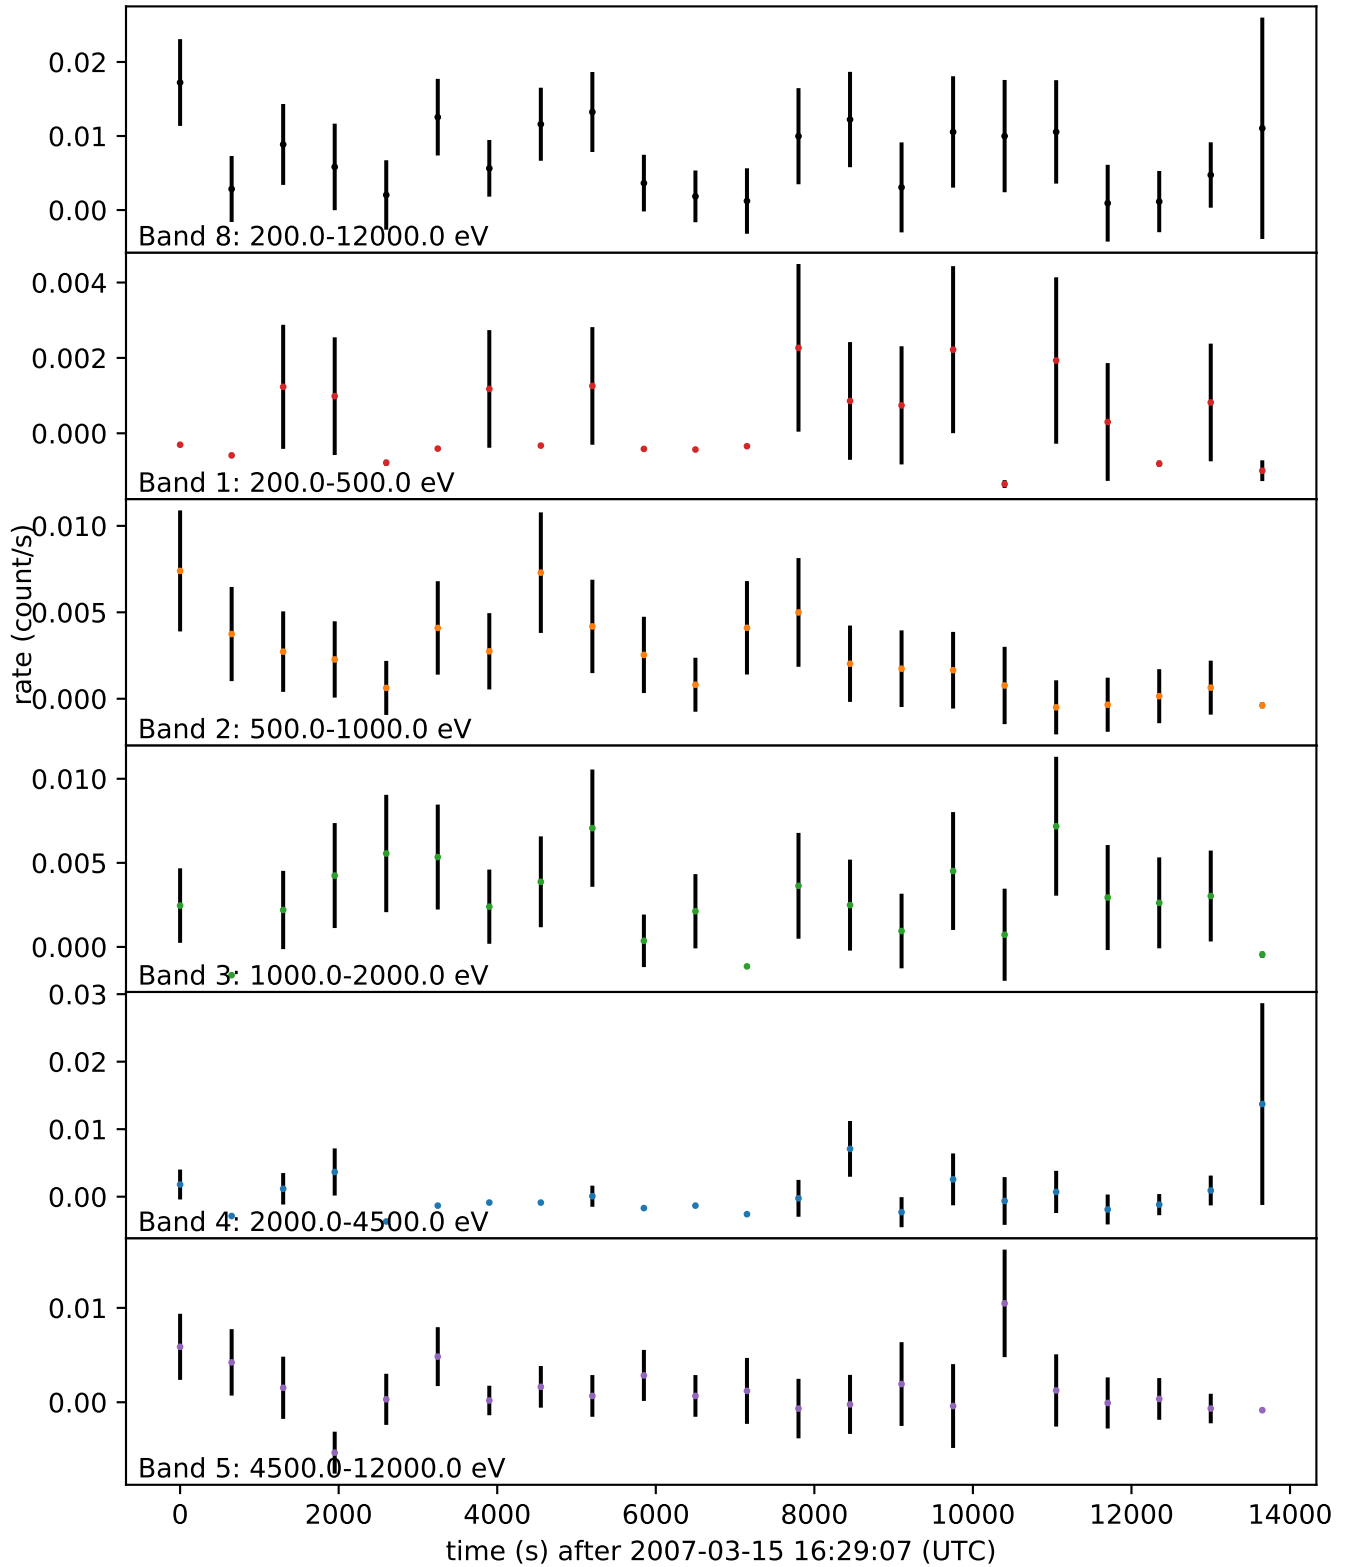 0.02
0.01
0.00
Band 8: 200.0-12000.0 eV
0.004
0.002
0.000
Band 1: 200.0-500.0 eV
rate (count/s)
0.010
0.005
0.000
Band 2: 500.0-1000.0 eV
0.010
0.005
0.000
Band 3: 1000.0-2000.0 eV
0.03
0.02
0.01
0.00
Band 4: 2000.0-4500.0 eV
0.01
0.00
Band 5: 4500.0-12000.0 eV
0 2000 4000 6000 8000 10000 12000 14000
time (s) after 2007-03-15 16:29:07 (UTC)